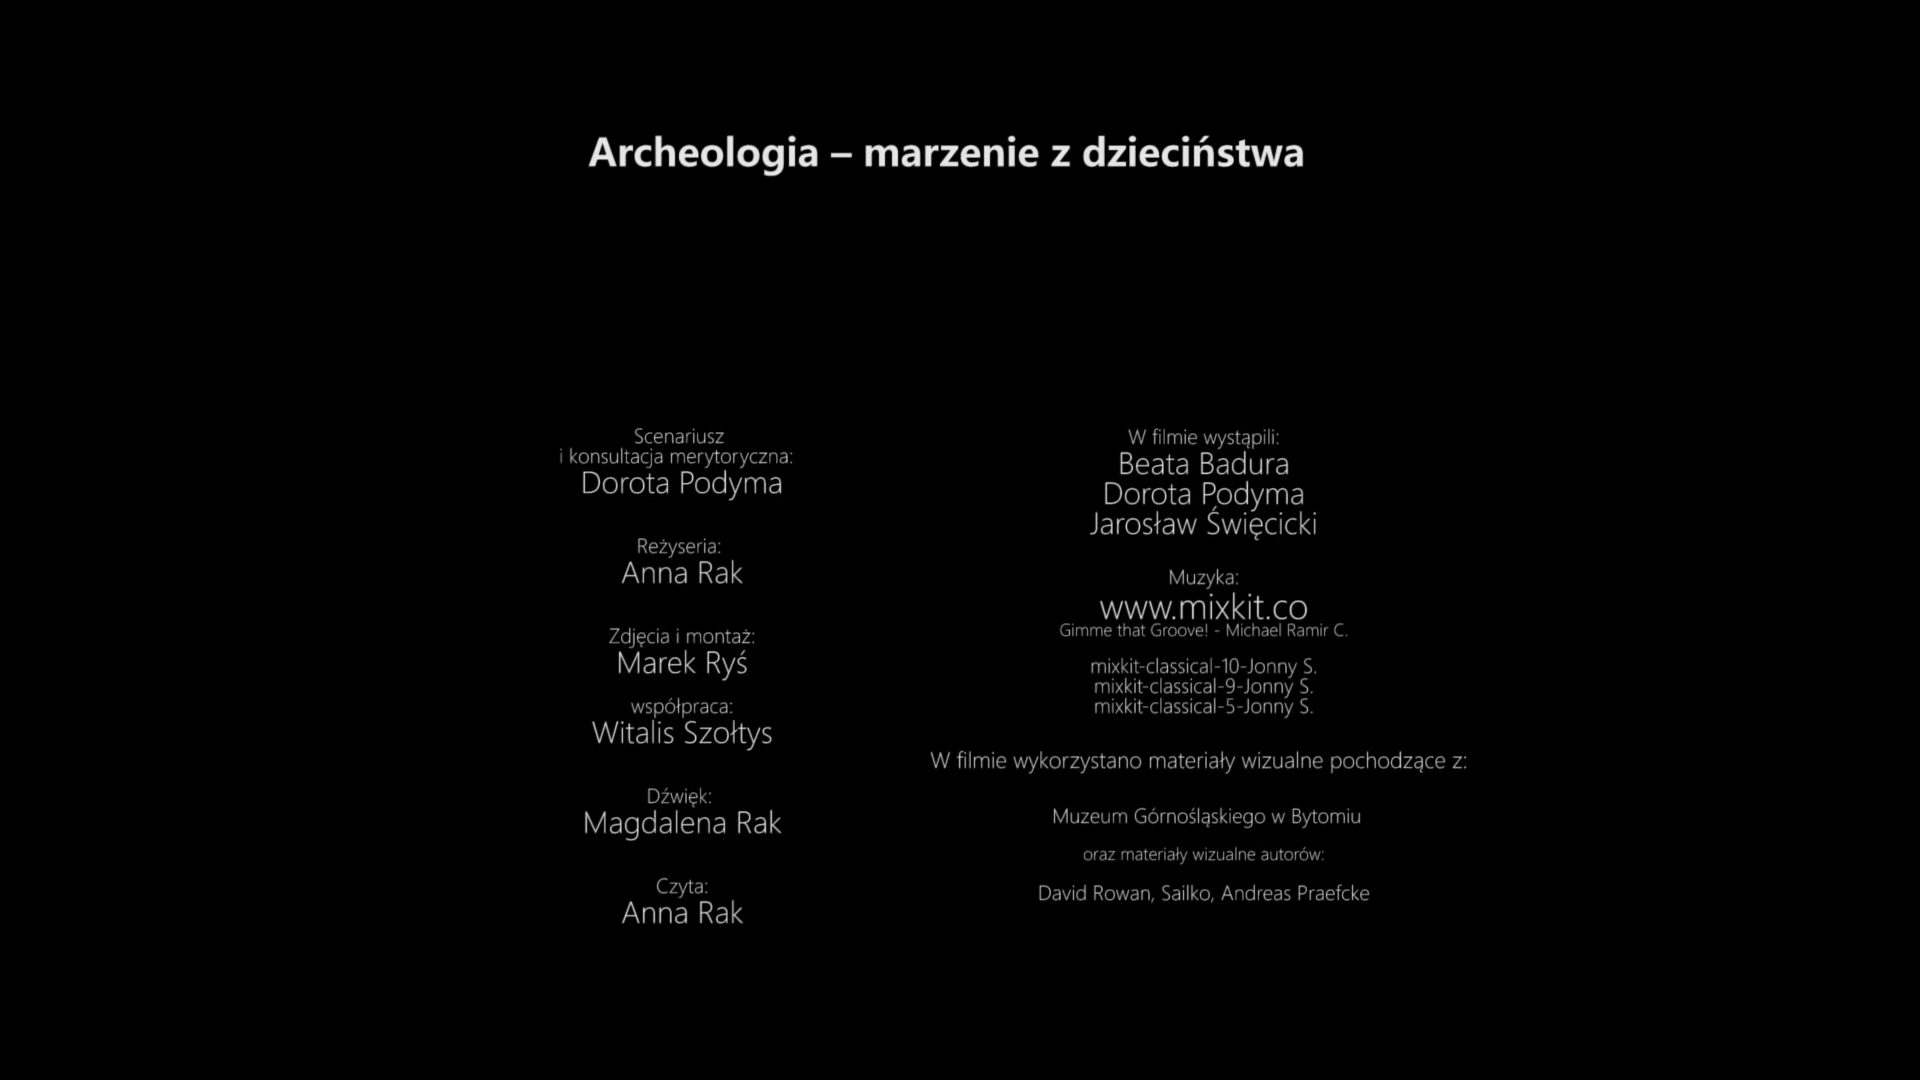 Archeologia – marzenie z dzieciństwa
Scenariusz
i konsultacja merytoryczna:
Dorota Podyma
Reżyseria:
Anna Rak
Zdjęcia i montaż:
Marek Ryś
współpraca:
Witalis Szołtys
Dźwięk:
Magdalena Rak
Czyta:
Anna Rak
W filmie wystąpili:
Beata Badura
Dorota Podyma
Jarosław Święcicki
Muzyka:
www.mixkit.co
Gimme that Groove! - Michael Ramir C.
mixkit-classical-10-Jonny S.
mixkit-classical-9-Jonny S.
mixkit-classical-5-Jonny S.
W filmie wykorzystano materiały wizualne pochodzące z:
Muzeum Górnośląskiego w Bytomiu
oraz materiały wizualne autorów:
David Rowan, Sailko, Andreas Praefcke